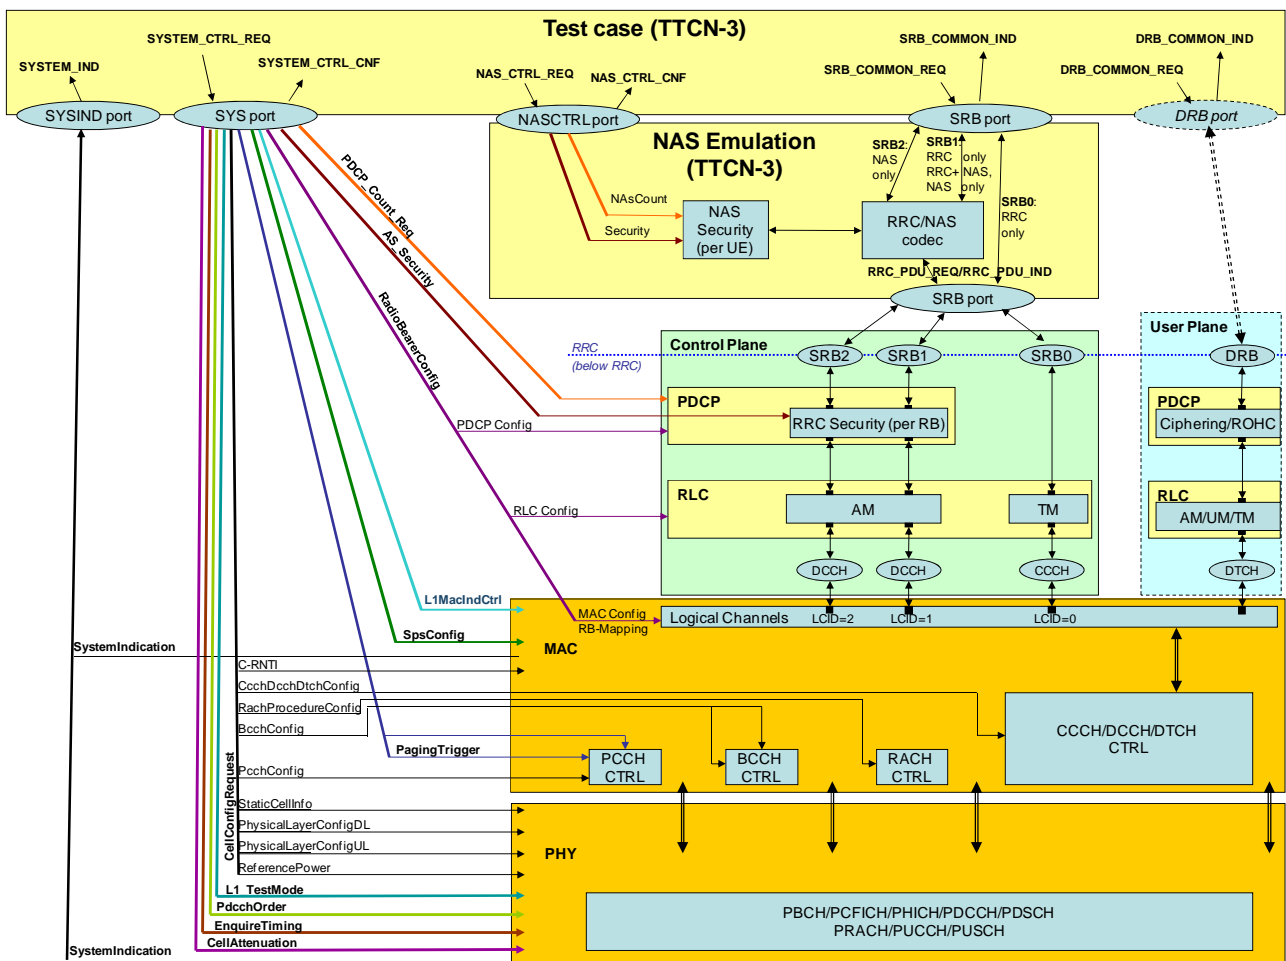 Test case (TTCN-3)
SYSTEM_CTRL_REQ
SYSTEM_IND
SYSTEM_CTRL_CNF
NAS_CTRL_REQ
NAS_CTRL_CNF
SRB_COMMON_IND
SRB_COMMON_REQ
DRB_COMMON_IND
DRB_COMMON_REQ
SYSIND port
SYS port
NASCTRL port
SRB port
DRB port
NAS Emulation
(TTCN-3)
SRB2:
NAS
only
SRB1:
RRC only
RRC+ NAS,
NAS only
SRB0:
RRC
only
PDCP_Count_Req
AS_Security
RadioBearerConfig
NAsCount
Security
NAS
Security
(per UE)
RRC/NAS
codec
RRC_PDU_REQ/RRC_PDU_IND
SRB port
Control Plane
User Plane
RRC
(below RRC)
SRB2
SRB1
SRB0
DRB
PDCP
RRC Security (per RB)
PDCP Config
PDCP
Ciphering/ROHC
RLC
AM
TM
RLC Config
RLC
AM/UM/TM
DCCH
DCCH
CCCH
DTCH
L1MacIndCtrl
MAC Config
RB-Mapping
Logical Channels
LCID=2
LCID=1
LCID=0
SpsConfig
MAC
SystemIndication
C-RNTI
CcchDcchDtchConfig
RachProcedureConfig
BcchConfig
PagingTrigger
PcchConfig
PCCH
CTRL
BCCH
CTRL
RACH
CTRL
CCCH/DCCH/DTCH
CTRL
CellConfigRequest
StaticCellInfo
PhysicalLayerConfigDL
PhysicalLayerConfigUL
ReferencePower
PHY
L1_TestMode
PdcchOrder
EnquireTiming
CellAttenuation
SystemIndication
PBCH/PCFICH/PHICH/PDCCH/PDSCH
PRACH/PUCCH/PUSCH